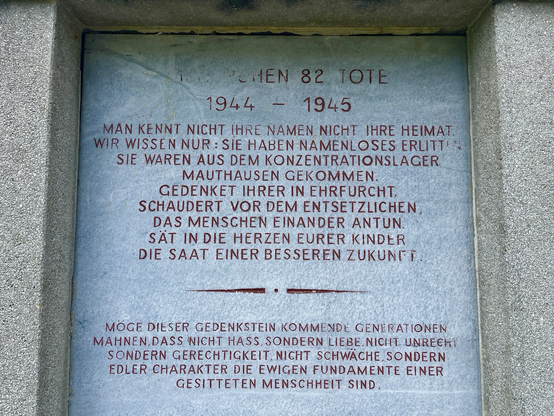 82 TOTE
1944 – 1945
MAN KENNT NICHT IHRE NAMEN, NICHT IHRE HEIMAT.
WIR WISSEN NUR: SIE HABEN NAMENLOSES ERLITTEN.
SIE WAREN AUS DEM KONZENTRATIONSLAGER
MAUTHAUSEN GEKOMMEN.
GEDENKET IHRER IN EHRFURCHT,
SCHAUDERT VOR DEM ENTSETZLICHEN,
DAS MENSCHEN EINANDER ANTUN.
SÄT IN DIE HERZEN EURER KINDER
DIE SAAT EINER BESSEREN ZUKUNFT.
MÖGE DIESER GEDENKSTEIN KOMMENDE GENERATIONEN
MAHNEN, DASS NICHT HASS, SONDERN LIEBE, NICHT UNRECHT
SONDERN GERECHTIGKEIT, NICHT SCHWÄCHE, SONDERN
EDLER CHARAKTER DIE EWIGEN FUNDAMENTE EINER
GESITTETEN MENSCHHEIT SIND.